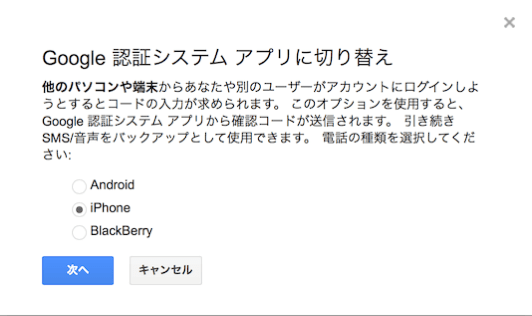 Google 認証システム アプリに切り替え
他のパソコンや端末からあなたや別のユーザーがアカウントにログインしよ
うとするとコードの入力が求められます。 このオプションを使用すると、
Google 認証システム アプリから確認コードが送信されます。 引き続き
SMS/音声をバックアップとして使用できます。 電話の種類を選択してくだ
さい:
Android
iPhone
BlackBerry
次へ キャンセル